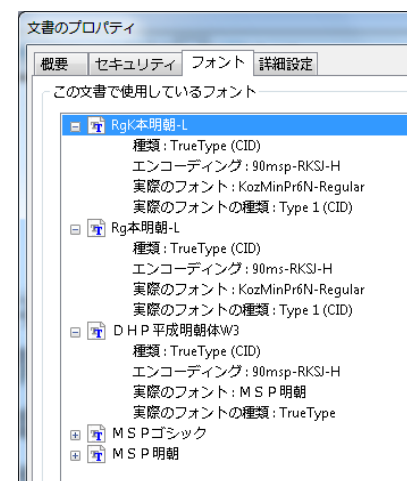 文書のプロパティ
概要 セキュリティ フォント 詳細設定
この文書で使用しているフォント
RgK本明朝-L
種類 : TrueType (CID)
エンコーディング : 90msp-RKSJ-H
実際のフォント : KozMinPr6N-Regular
実際のフォントの種類 : Type 1 (CID)
Rg本明朝-L
種類 : TrueType (CID)
エンコーディング : 90ms-RKSJ-H
実際のフォント : KozMinPr6N-Regular
実際のフォントの種類 : Type 1 (CID)
ＤＨＰ平成明朝体W3
種類 : TrueType (CID)
エンコーディング : 90msp-RKSJ-H
実際のフォント : ＭＳ Ｐ明朝
実際のフォントの種類 : TrueType
ＭＳ Ｐゴシック
ＭＳ Ｐ明朝